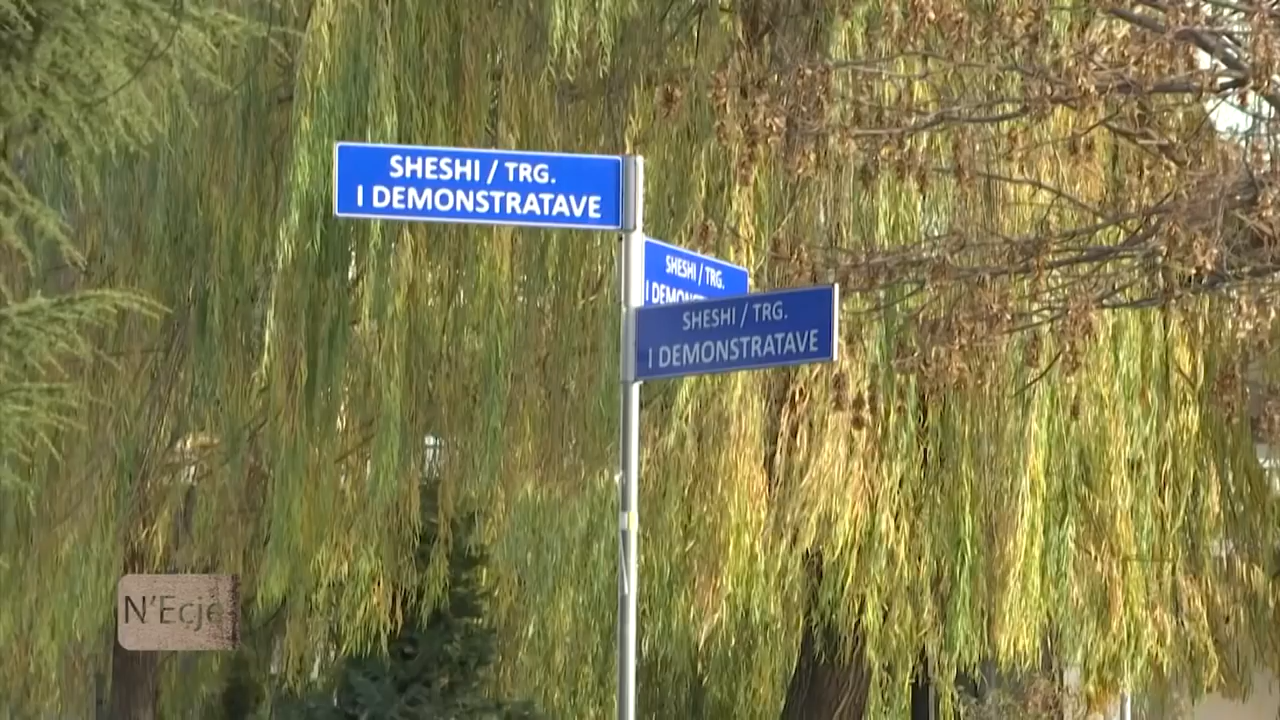 SHESHI / TRG.
I DEMONSTRATAVE
SHESHI / TRG.
SHESHI / TRG.
I DEMONSTRATAVE
N'Ecje